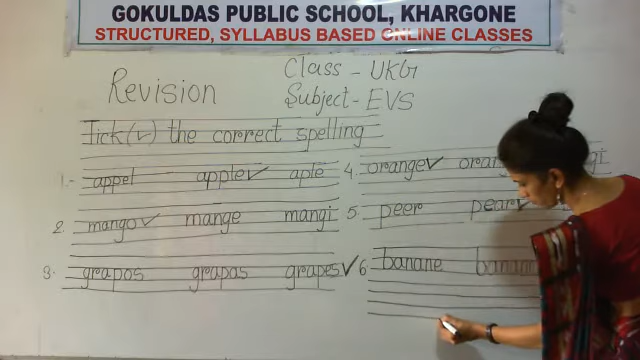 GOKULDAS PUBLIC SCHOOL, KHARGONE
STRUCTURED, SYLLABUS BASED ONLINE CLASSES
Revision
Class - UKG
Subject - EVS
Tick(✓) the correct spelling
1.- appel apple✓ aple
2. mango✓ mange mangi
3. grapos grapas grapes✓
4. orange✓
5. peer pear✓
6. banane